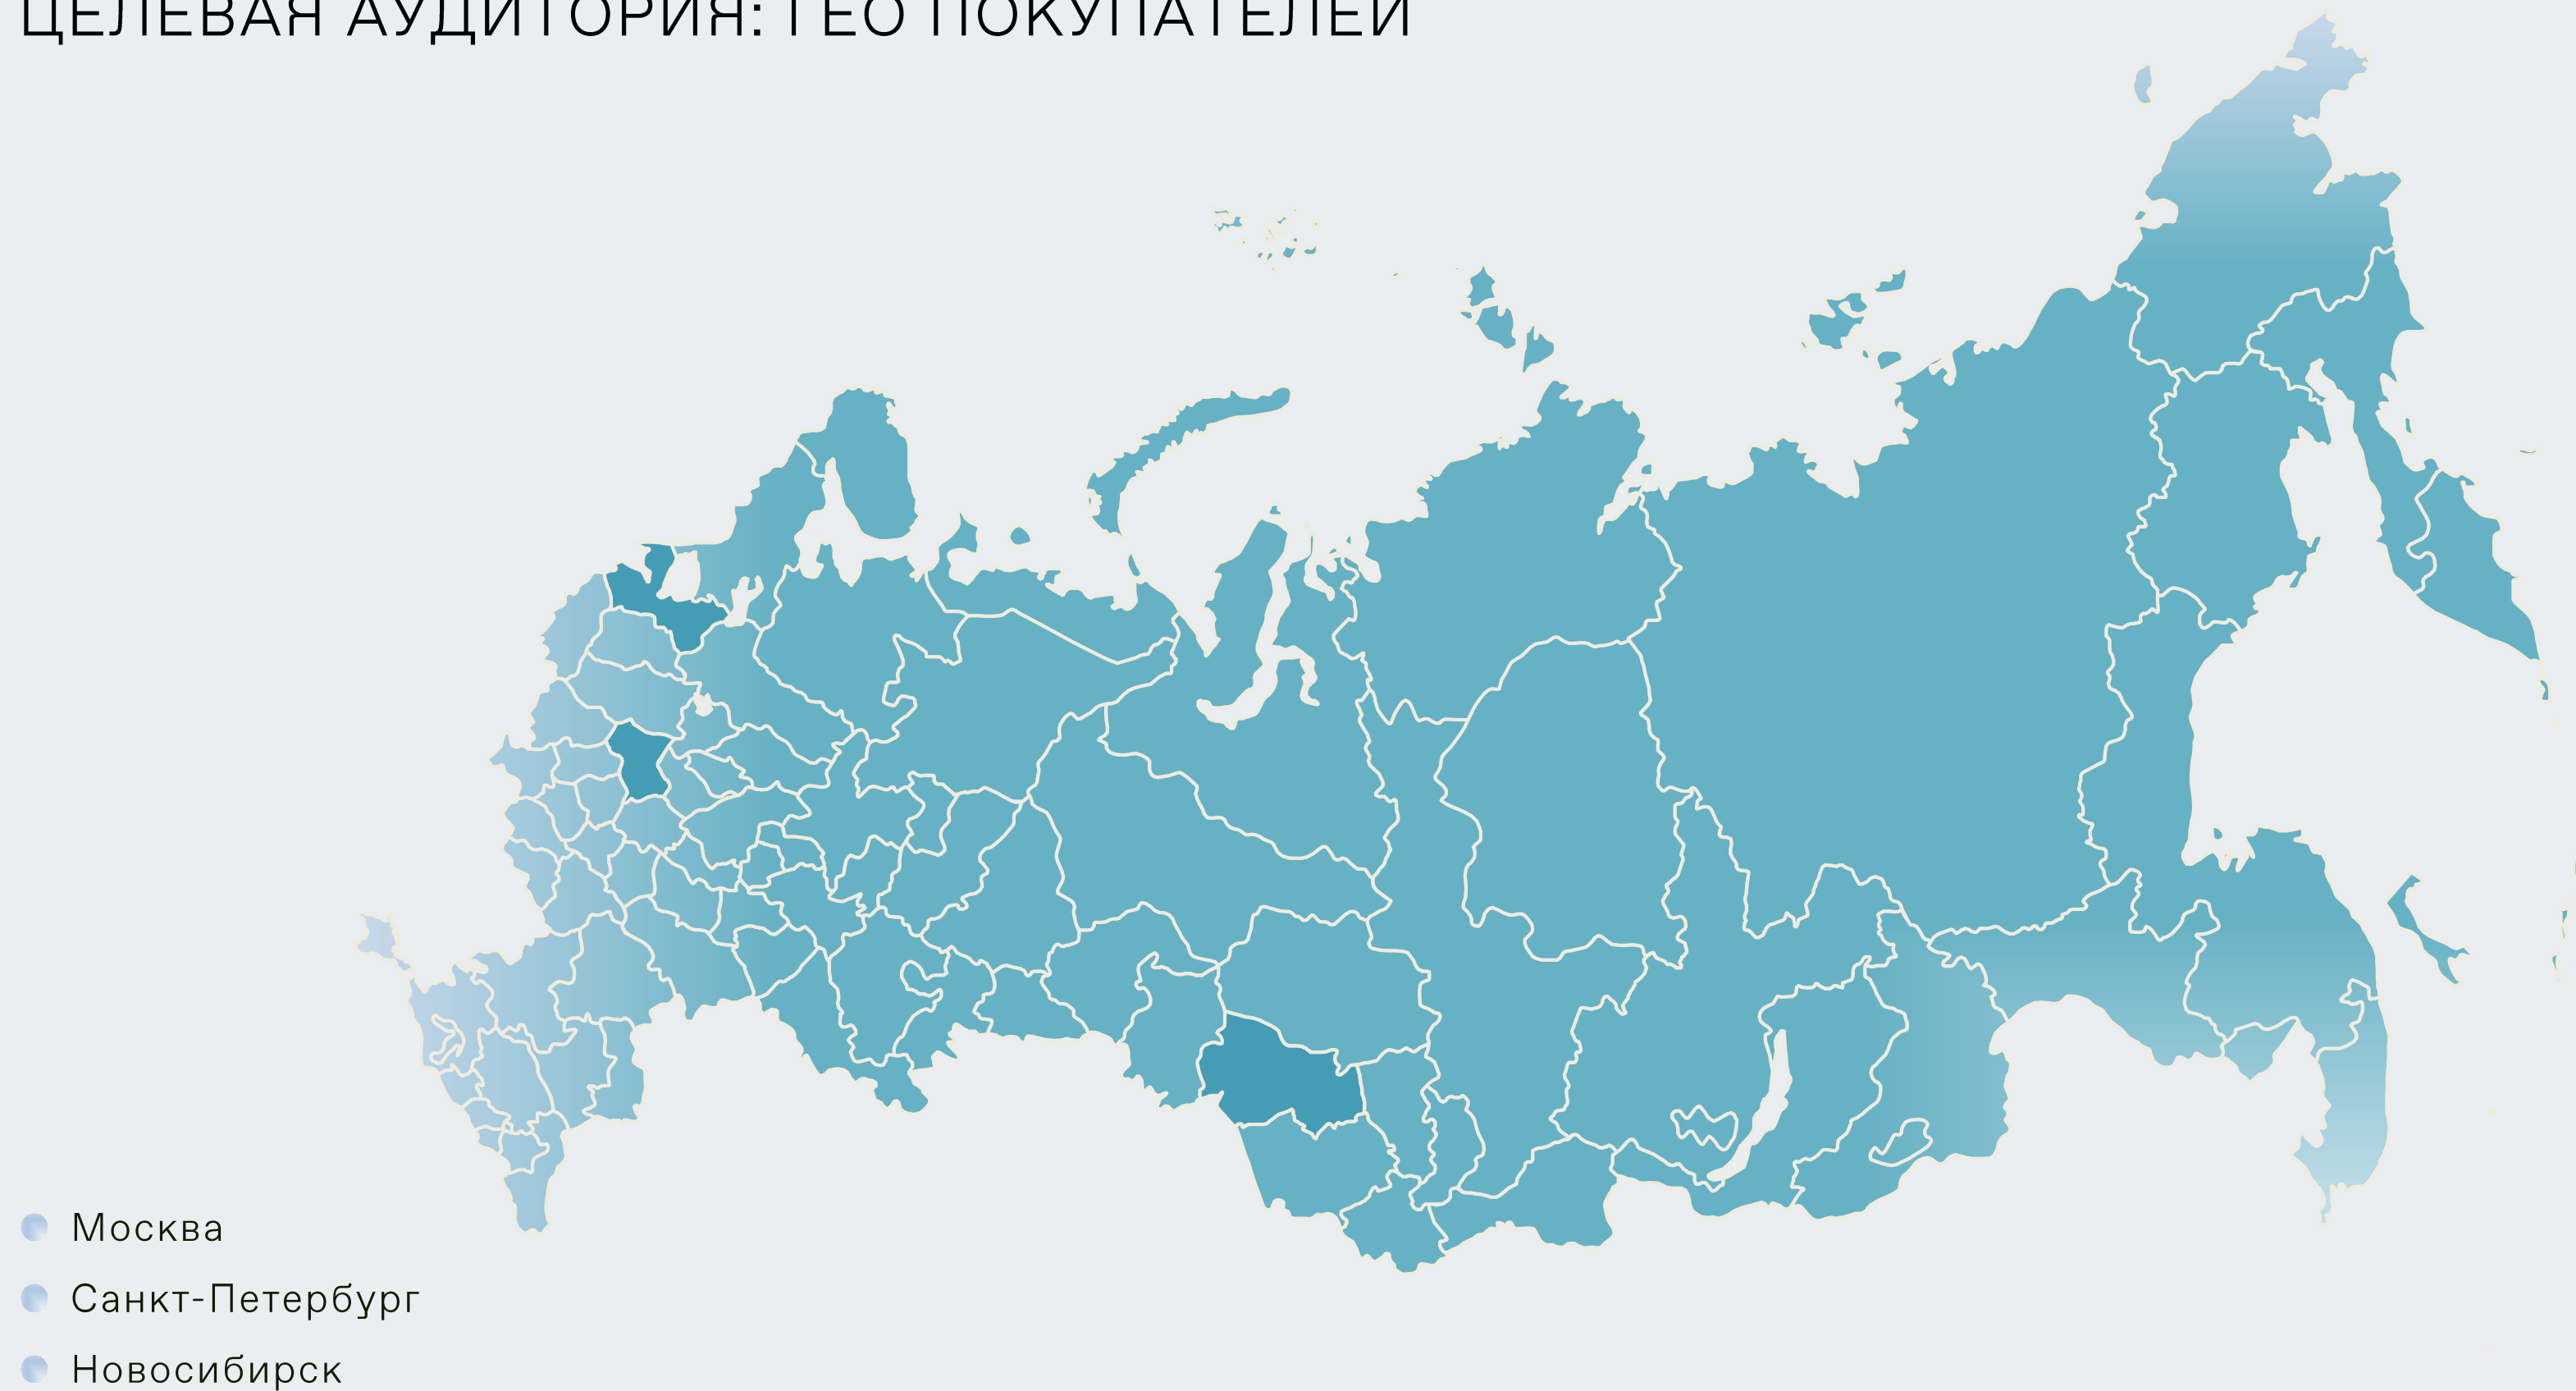 ЦЕЛЕВАЯ АУДИТОРИЯ: ГЕО ПОКУПАТЕЛЕЙ
Москва
Санкт-Петербург
Новосибирск